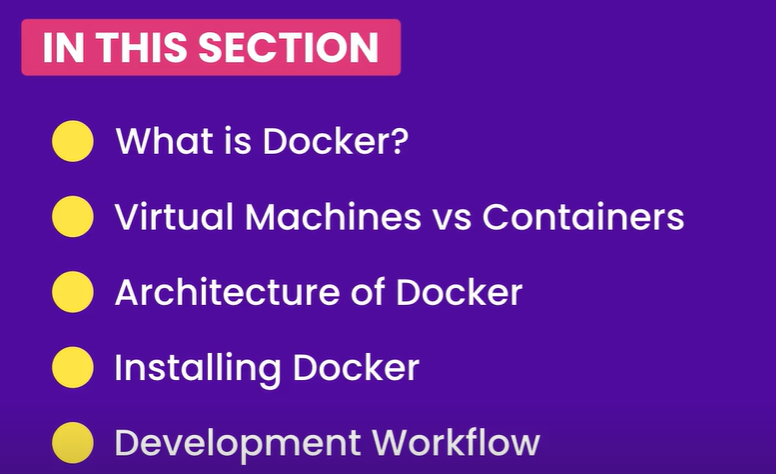 IN THIS SECTION
What is Docker?
Virtual Machines vs Containers
Architecture of Docker
Installing Docker
Development Workflow